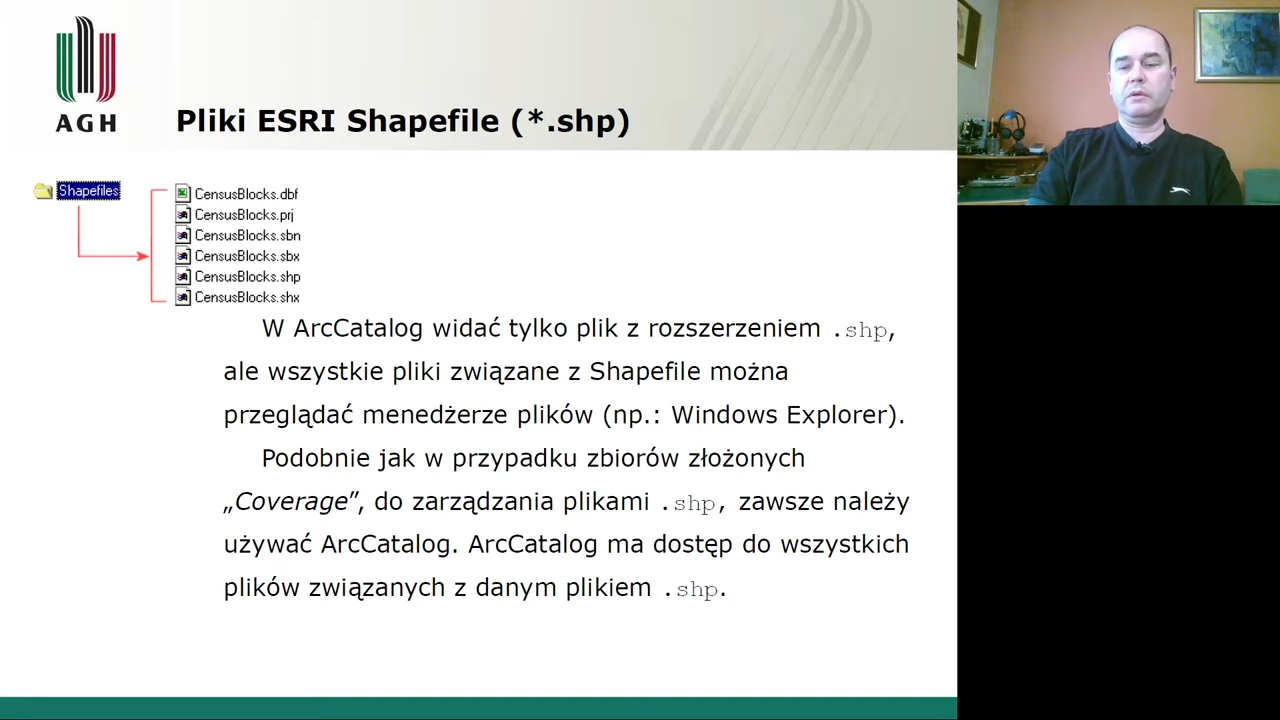 AGH
Pliki ESRI Shapefile (*.shp)
Shapefiles
CensusBlocks.dbf
CensusBlocks.prj
CensusBlocks.sbn
CensusBlocks.sbx
CensusBlocks.shp
CensusBlocks.shx
W ArcCatalog widać tylko plik z rozszerzeniem .shp,
ale wszystkie pliki związane z Shapefile można
przeglądać menedżerze plików (np.: Windows Explorer).
Podobnie jak w przypadku zbiorów złożonych
„Coverage”, do zarządzania plikami .shp, zawsze należy
używać ArcCatalog. ArcCatalog ma dostęp do wszystkich
plików związanych z danym plikiem .shp.